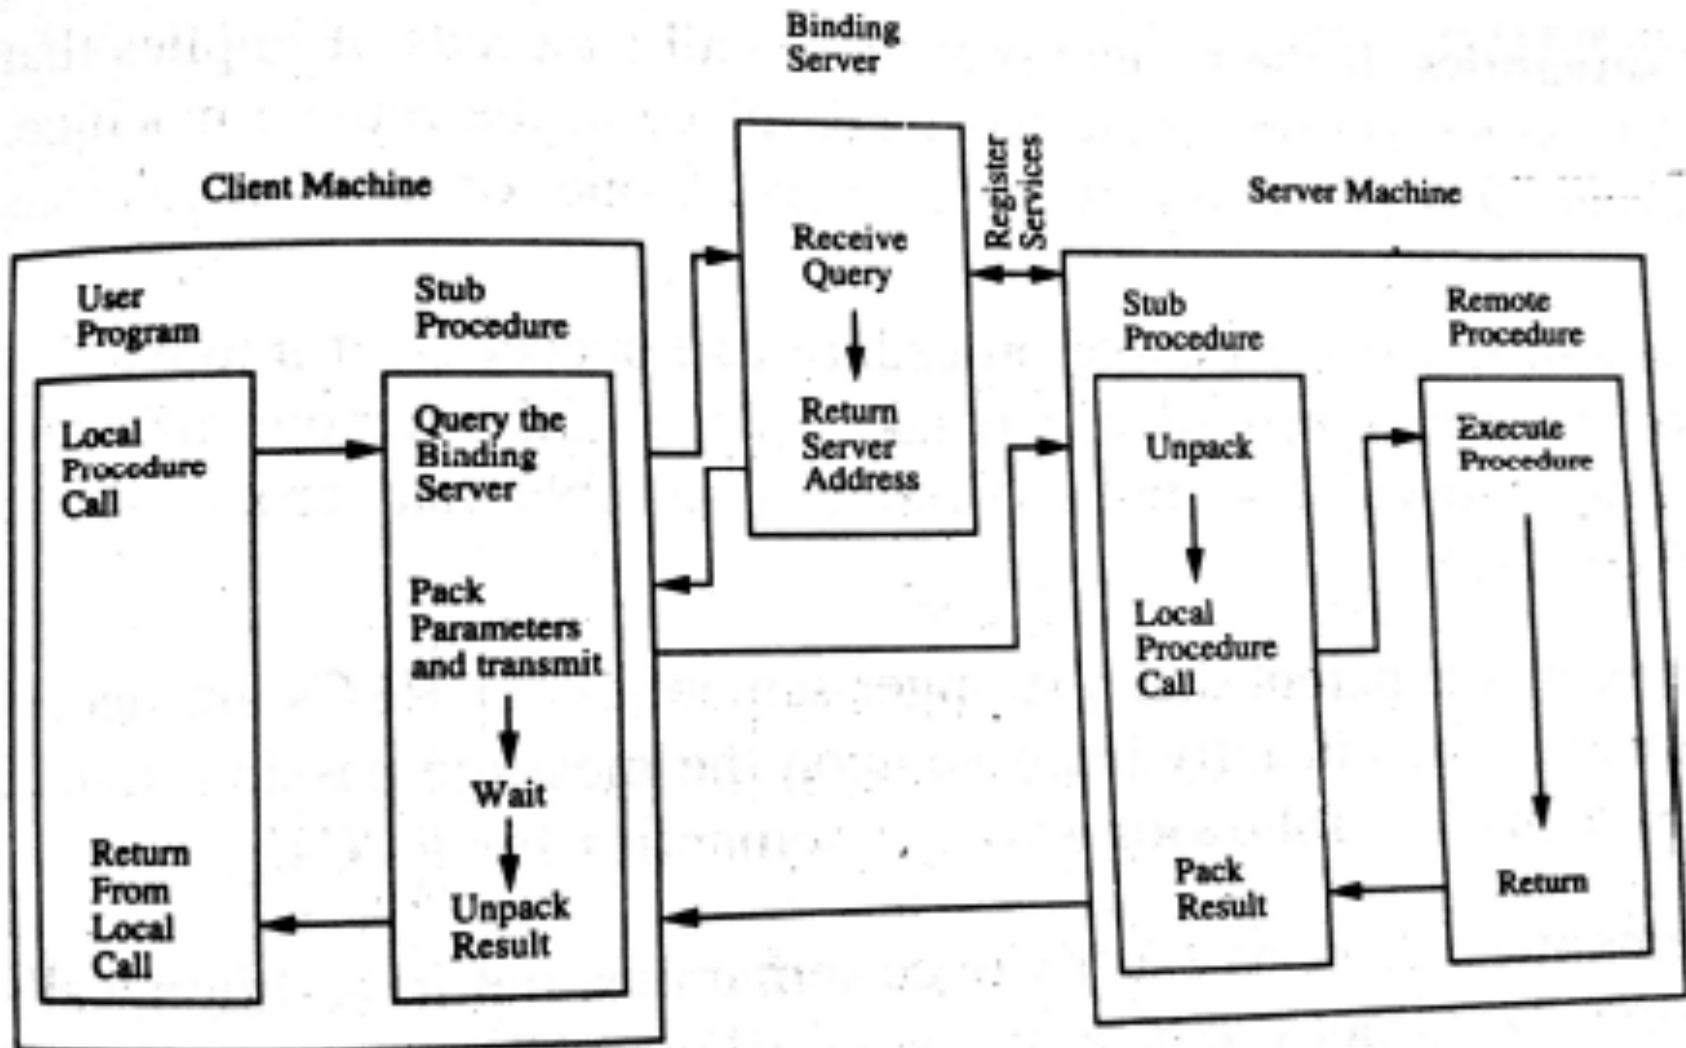 Binding
Server
Client Machine
Register
Services
Server Machine
User
Program
Stub
Procedure
Receive
Query
Return
Server
Address
Stub
Procedure
Remote
Procedure
Local
Procedure
Call
Query the
Binding
Server
Pack
Parameters
and transmit
Wait
Unpack
Result
Return
From
Local
Call
Unpack
Local
Procedure
Call
Pack
Result
Execute
Procedure
Return